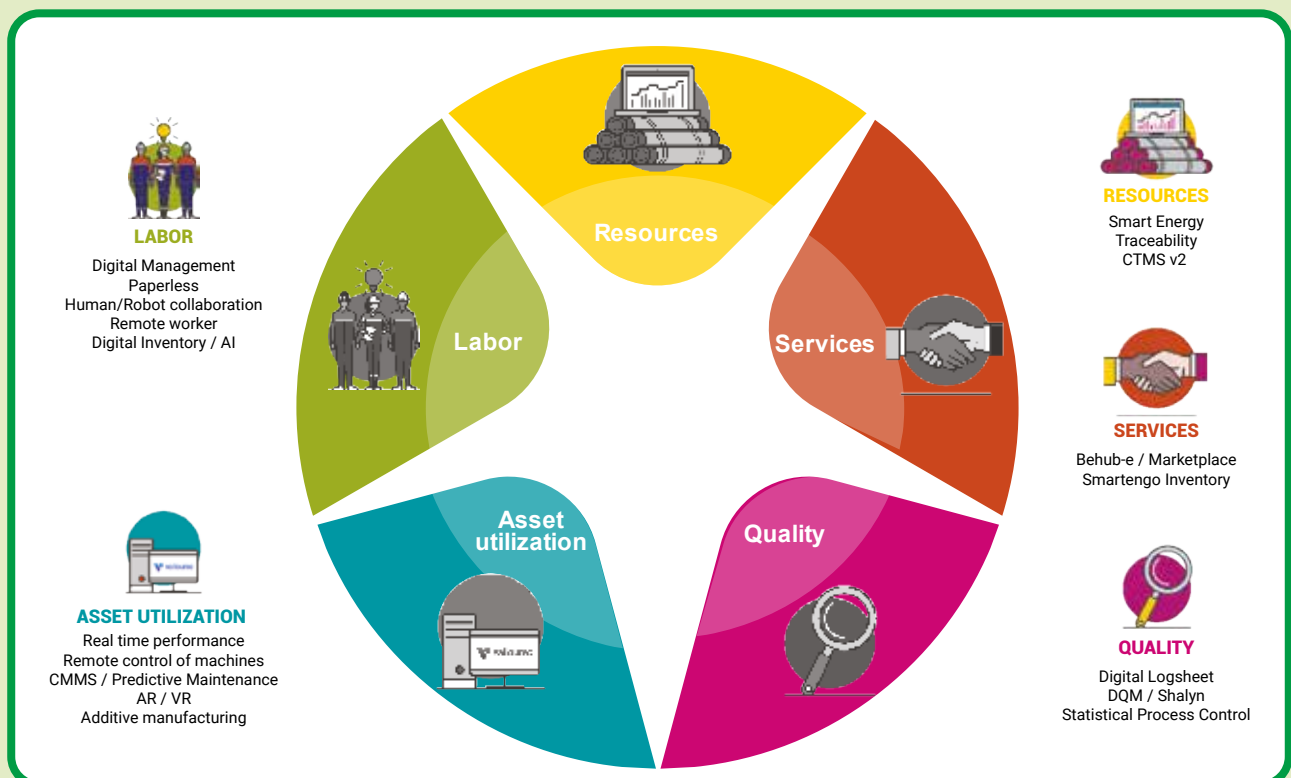 LABOR
Digital Management
Paperless
Human/Robot collaboration
Remote worker
Digital Inventory / AI
ASSET UTILIZATION
Real time performance
Remote control of machines
CMMS / Predictive Maintenance
AR / VR
Additive manufacturing
Resources
Labor
Services
Asset
utilization
Quality
RESOURCES
Smart Energy
Traceability
CTMS v2
SERVICES
Behub-e / Marketplace
Smartengo Inventory
QUALITY
Digital Logsheet
DQM / Shalyn
Statistical Process Control